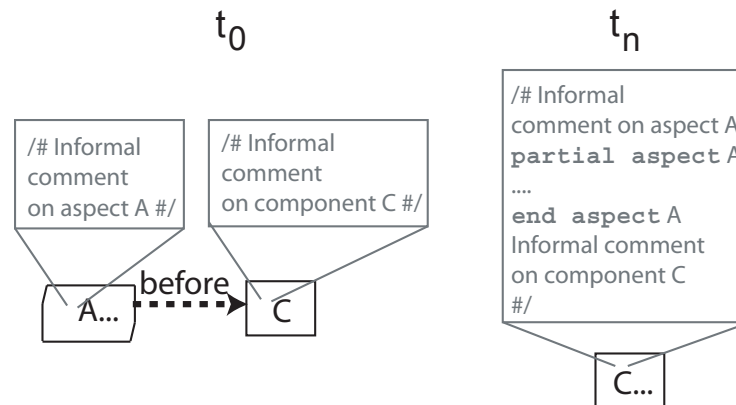 t0
tn
/# Informal
comment
on aspect A #/
/# Informal
comment
on component C #/
/# Informal
comment on aspect A
partial aspect A
....
end aspect A
Informal comment
on component C
#/
A...
before
C
C...